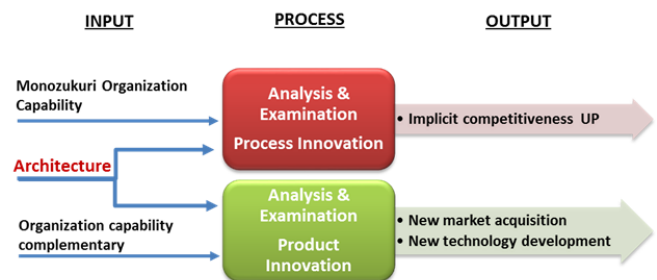 INPUT
PROCESS
OUTPUT
Monozukuri Organization
Capability
Architecture
Organization capability
complementary
Analysis &
Examination
Process Innovation
Analysis &
Examination
Product
Innovation
• Implicit competitiveness UP
• New market acquisition
• New technology development